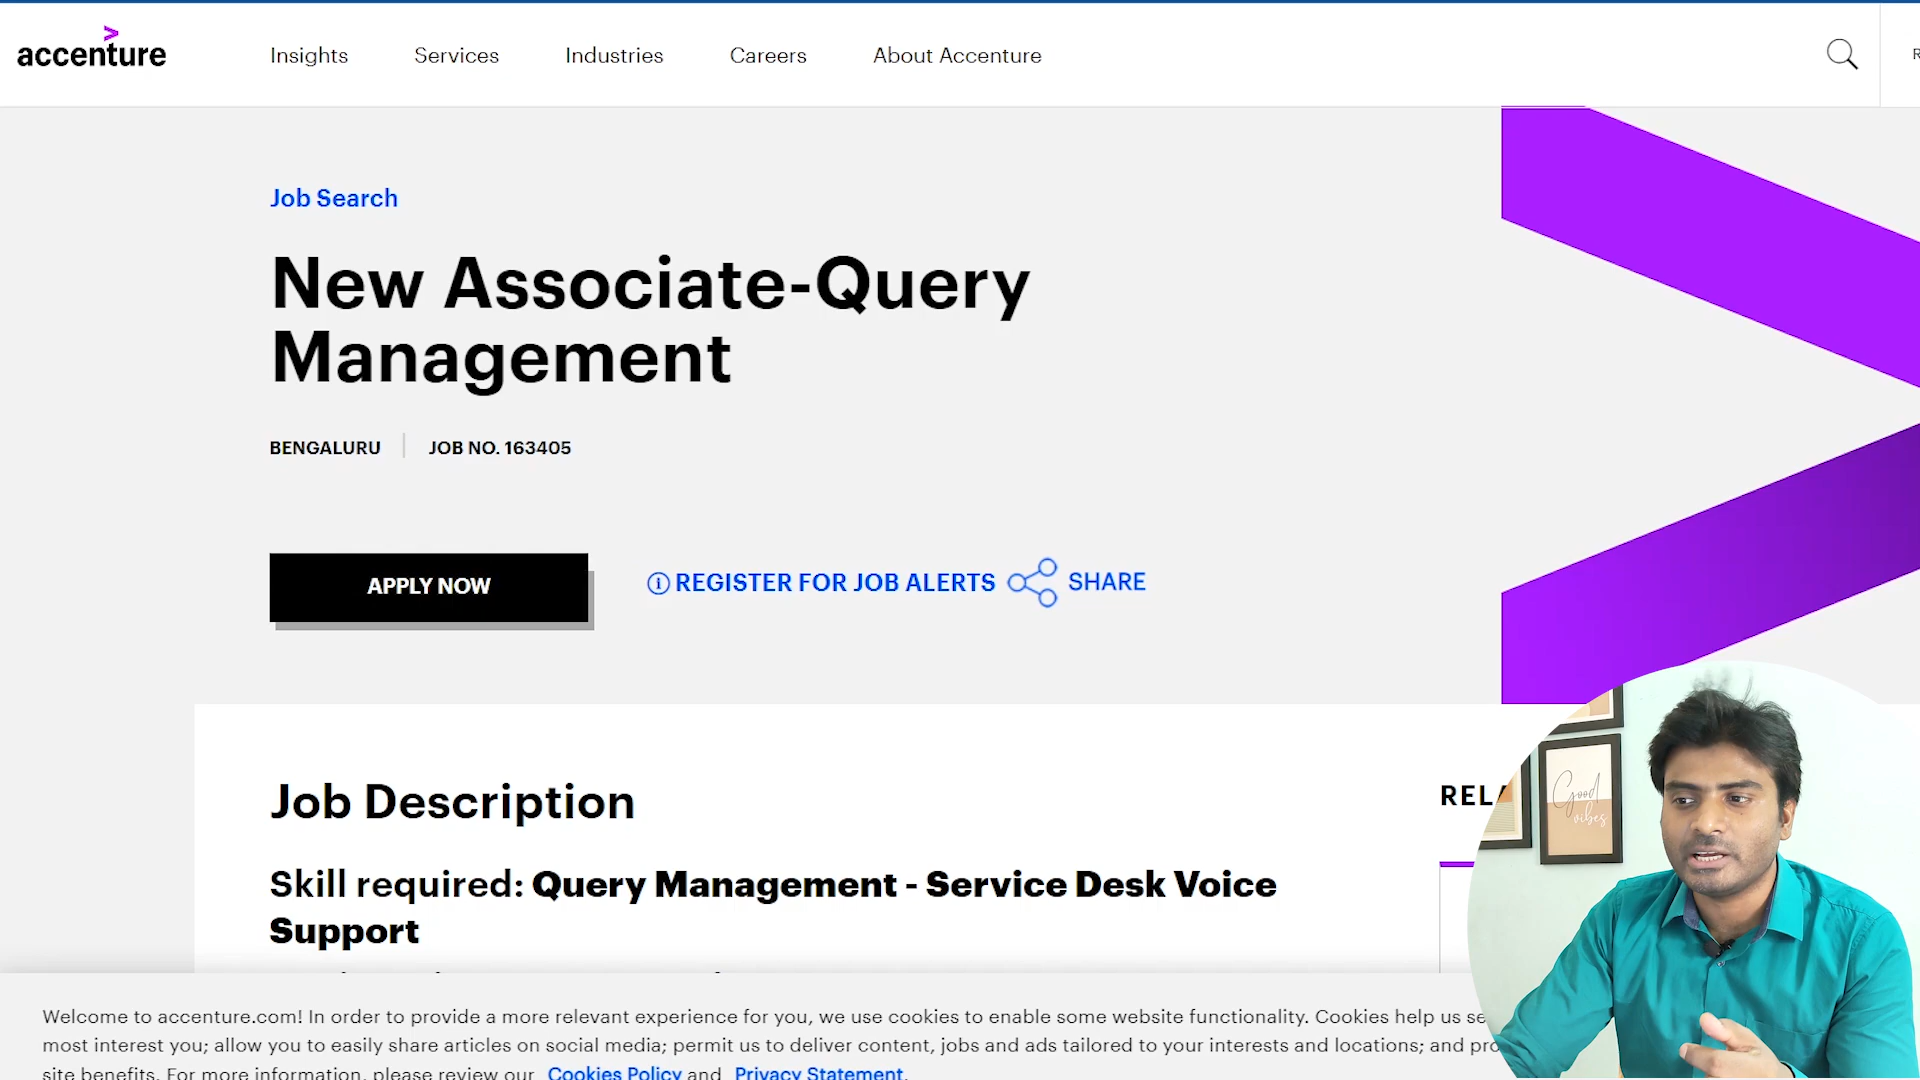 accenture
Insights
Services
Industries
Careers
About Accenture
Job Search
New Associate-Query
Management
BENGALURU
JOB NO. 163405
APPLY NOW
REGISTER FOR JOB ALERTS
SHARE
Job Description
Skill required: Query Management - Service Desk Voice
Support
Good
vibes
Welcome to accenture.com! In order to provide a more relevant experience for you, we use cookies to enable some website functionality. Cookies help us
most interest you; allow you to easily share articles on social media; permit us to deliver content, jobs and ads tailored to your interests and locations; and
site benefits. For more information, please review our Cookies Policy and Privacy Statement.